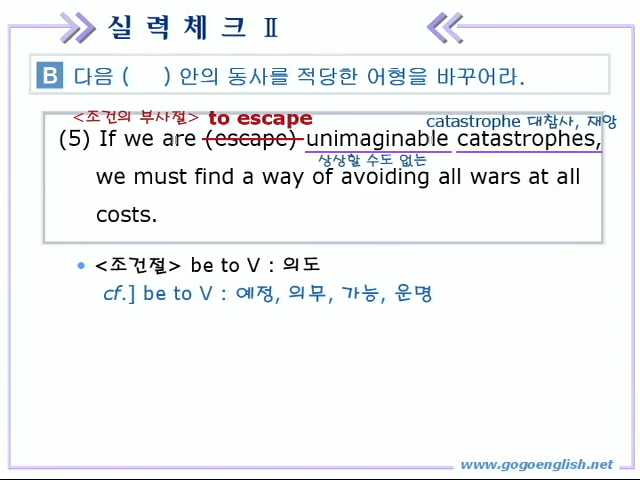 실 력 체 크 Ⅱ
B 다음 (    ) 안의 동사를 적당한 어형을 바꾸어라.
<조건의 부사절> to escape catastrophe 대참사, 재앙
(5) If we are (escape) unimaginable catastrophes,
상상할 수도 없는
we must find a way of avoiding all wars at all
costs.
• <조건절> be to V : 의도
cf.] be to V : 예정, 의무, 가능, 운명
www.gogoenglish.net